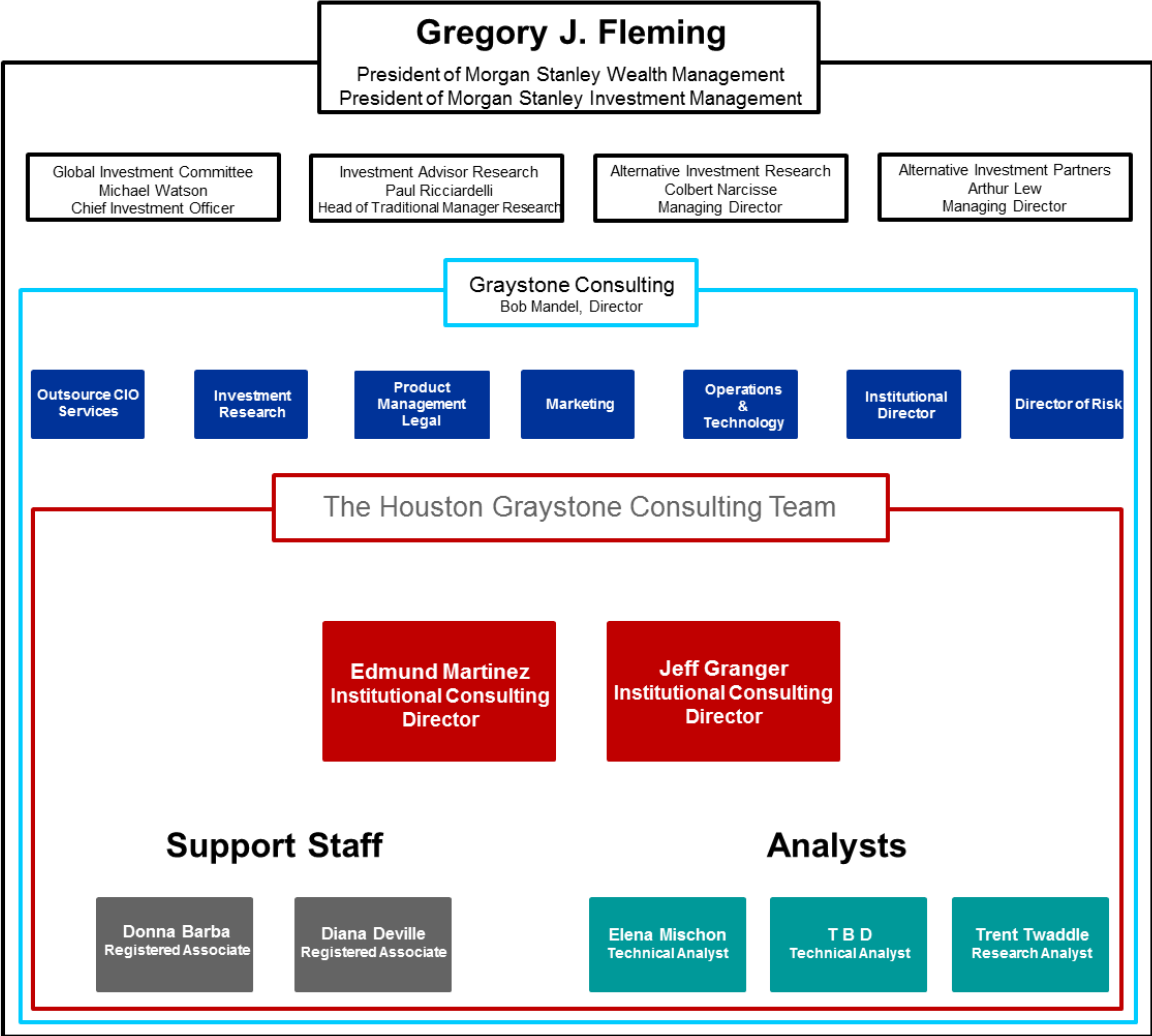 Gregory J. Fleming
President of Morgan Stanley Wealth Management
President of Morgan Stanley Investment Management
Global Investment Committee
Michael Watson
Chief Investment Officer
Investment Advisor Research
Paul Ricciardelli
Head of Traditional Manager Research
Alternative Investment Research
Colbert Narcisse
Managing Director
Alternative Investment Partners
Arthur Lew
Managing Director
Graystone Consulting
Bob Mandel, Director
Outsource CIO
Services
Investment
Research
Product
Management
Legal
Marketing
Operations
&
Technology
Institutional
Director
Director of Risk
The Houston Graystone Consulting Team
Edmund Martinez
Institutional Consulting
Director
Jeff Granger
Institutional Consulting
Director
Support Staff
Analysts
Donna Barba
Registered Associate
Diana Deville
Registered Associate
Elena Mischon
Technical Analyst
T B D
Technical Analyst
Trent Twaddle
Research Analyst